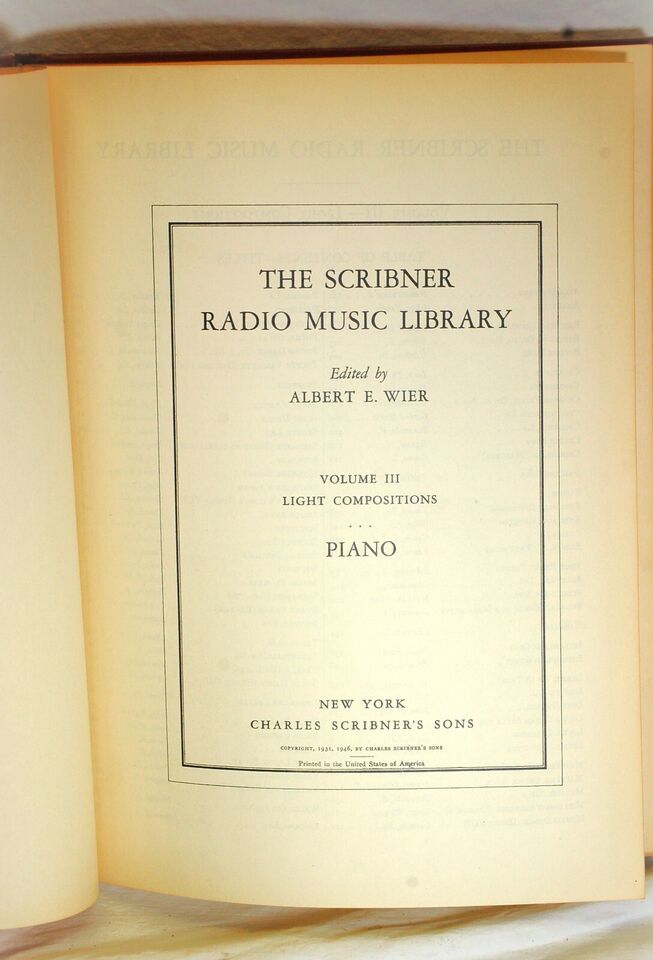 THE SCRIBNER
RADIO MUSIC LIBRARY
Edited by
ALBERT E. WIER
VOLUME III
LIGHT COMPOSITIONS
...
PIANO
NEW YORK
CHARLES SCRIBNER'S SONS
COPYRIGHT, 1931, 1946, BY CHARLES SCRIBNER'S SONS
Printed in the United States of America